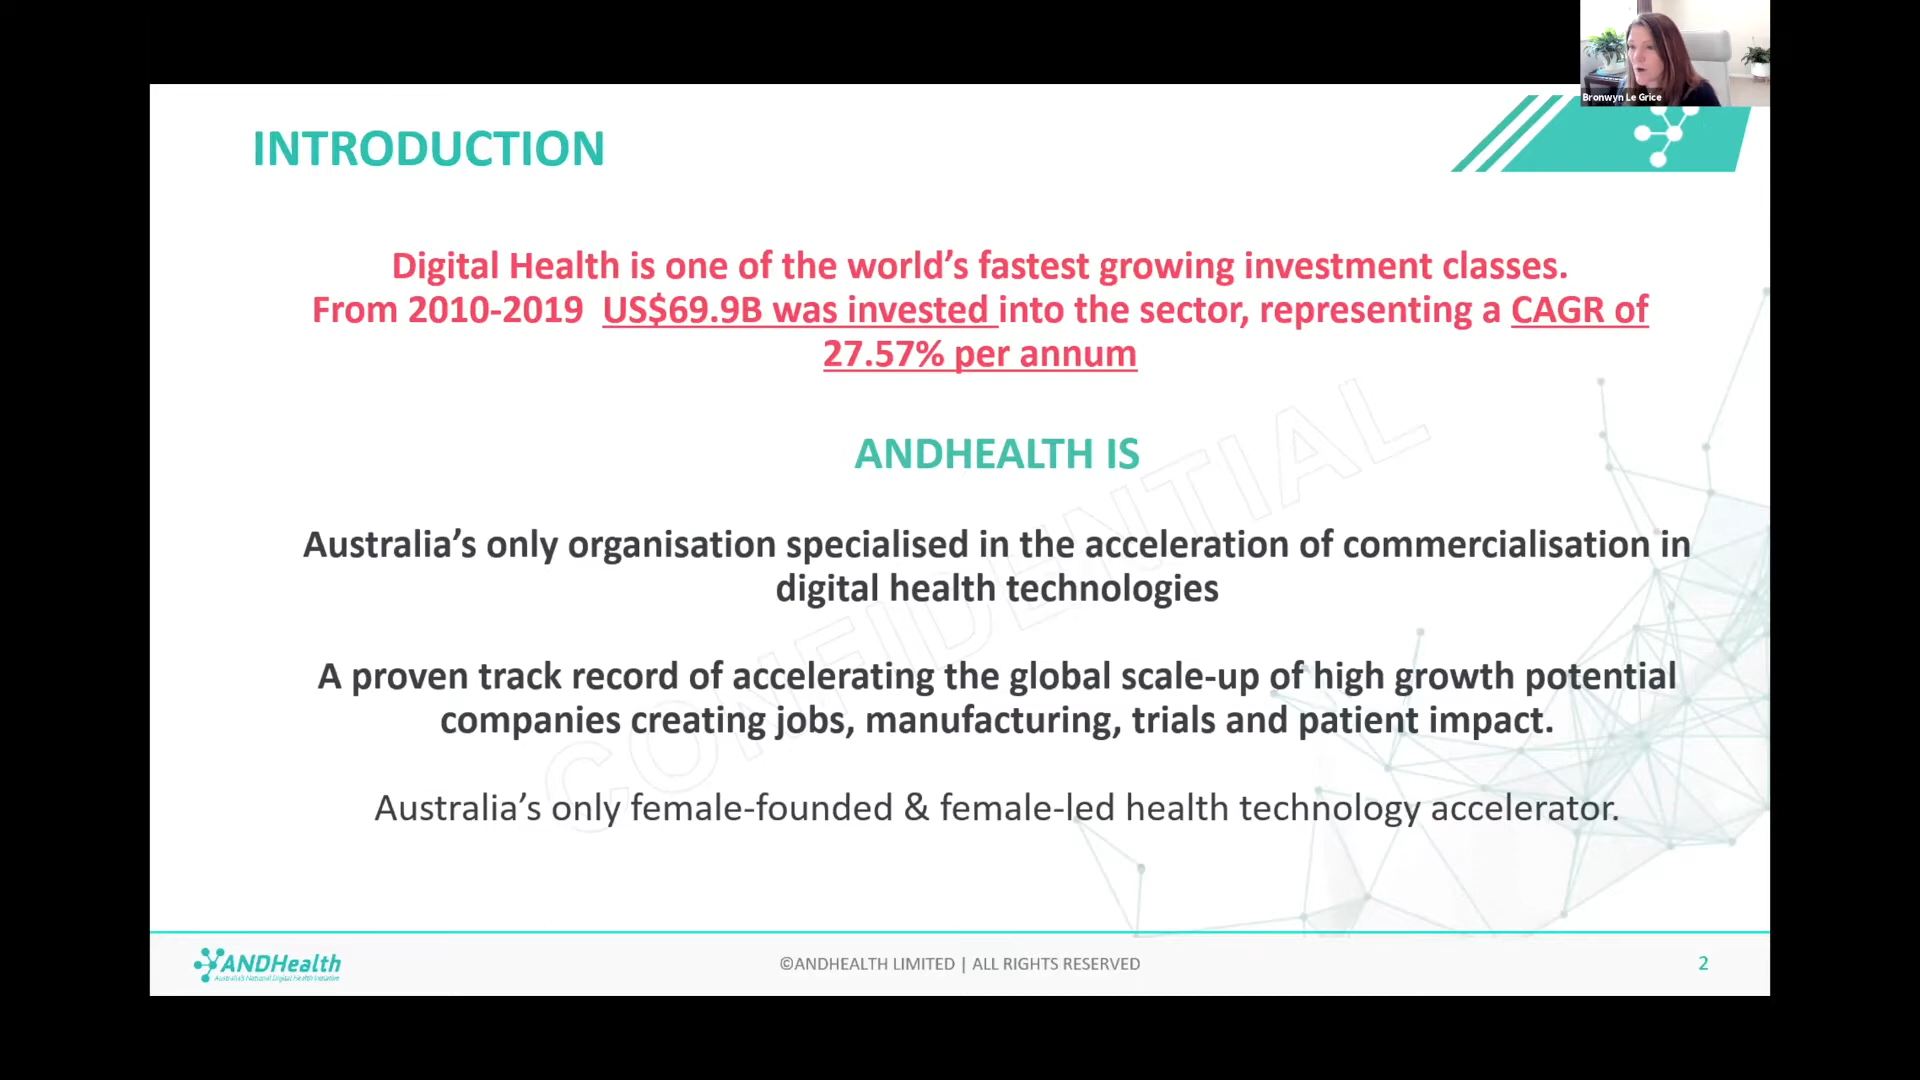 Bronwyn Le Grice
INTRODUCTION
Digital Health is one of the world’s fastest growing investment classes.
From 2010-2019 US$69.9B was invested into the sector, representing a CAGR of
27.57% per annum
ANDHEALTH IS
Australia’s only organisation specialised in the acceleration of commercialisation in
digital health technologies
A proven track record of accelerating the global scale-up of high growth potential
companies creating jobs, manufacturing, trials and patient impact.
Australia’s only female-founded & female-led health technology accelerator.
CONFIDENTIAL
ANDHealth
Australia's National Digital Health Initiative
©ANDHEALTH LIMITED | ALL RIGHTS RESERVED
2